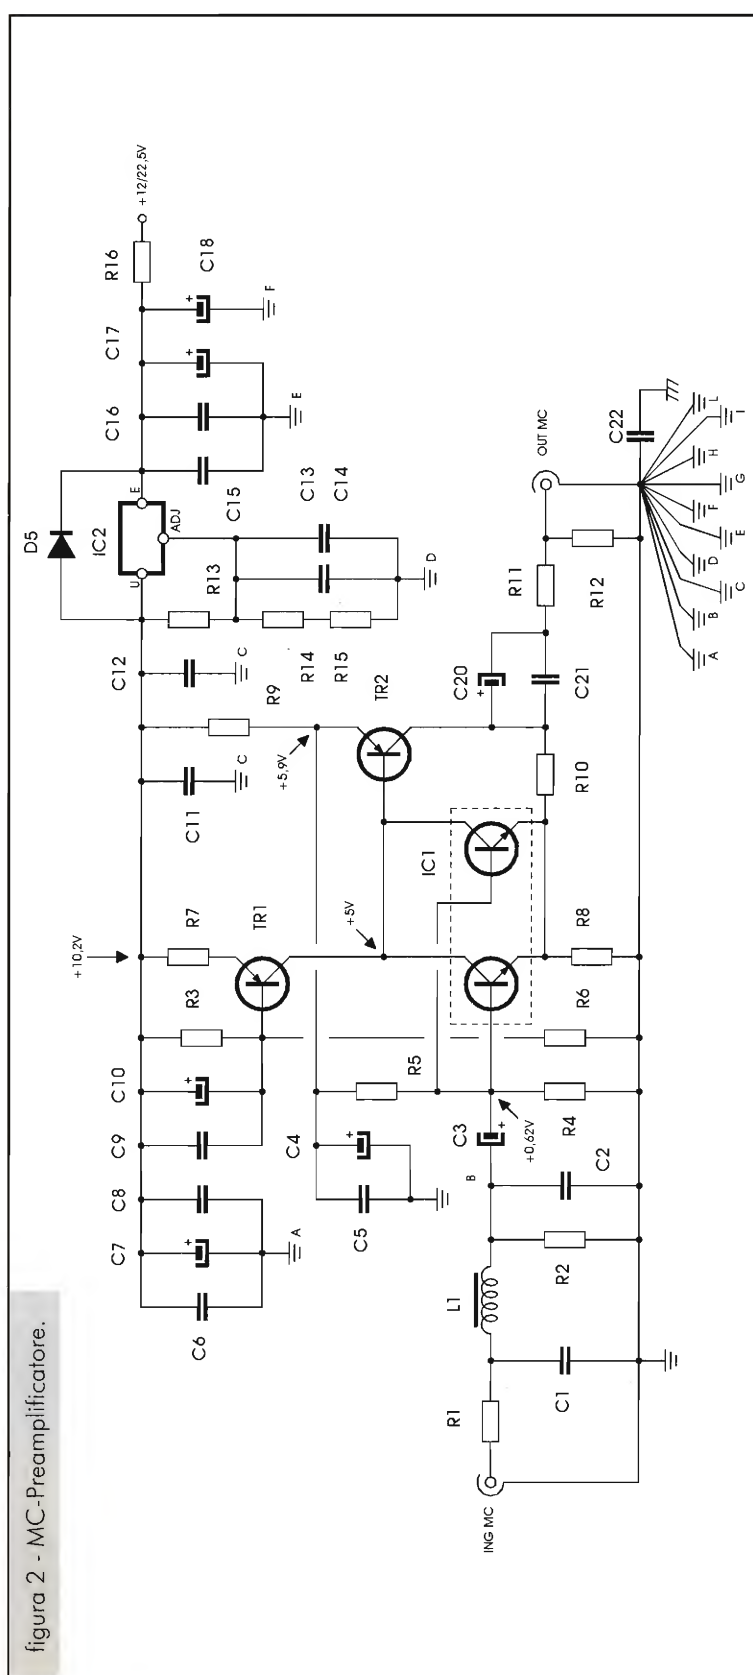 figura 2 - MC-Preamplificatore.
+10,2V
+12/22,5V
D5
IC2
U
E
ADJ
R16
C6
C7
C8
C9
C10
R3
R7
C11
C12
C
C
R13
C15
C16
C17
C18
A
E
F
TR1
R9
R14
R15
C13
C14
D
+5,9V
+5V
TR2
C5
C4
R5
IC1
C20
C21
R10
R11
OUT MC
ING MC
R1
L1
B
C3
+0,62V
C1
R2
C2
R4
R6
R8
R12
C22
A
B
C
D
E
F
G
H
I
L